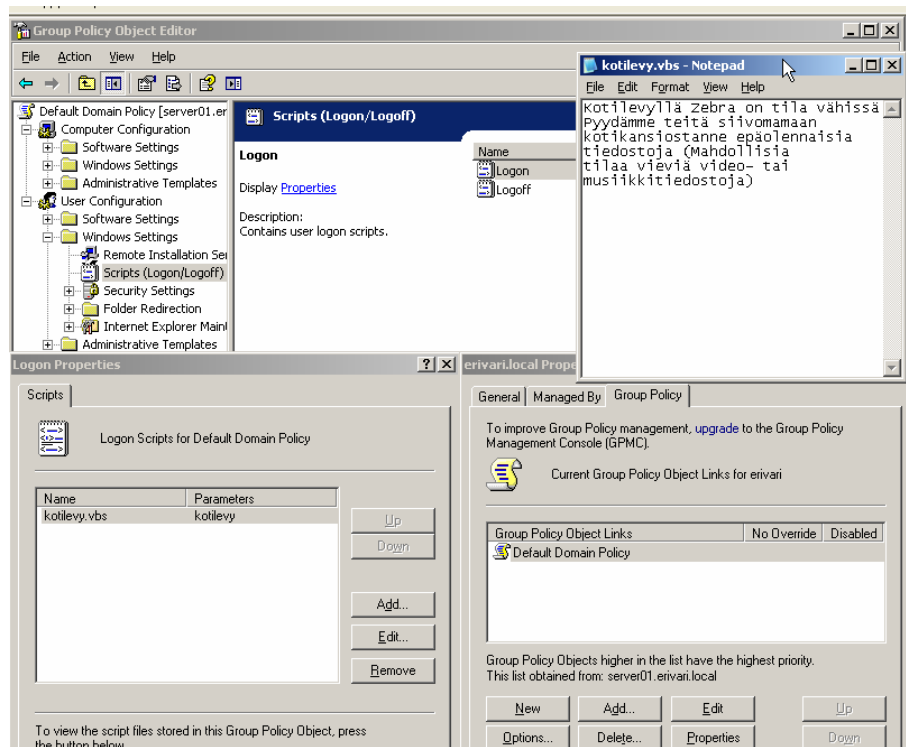 Group Policy Object Editor
File Action View Help
Default Domain Policy [server01.er
Computer Configuration
Software Settings
Windows Settings
Administrative Templates
User Configuration
Software Settings
Windows Settings
Remote Installation Ser
Scripts (Logon/Logoff)
Security Settings
Folder Redirection
Internet Explorer Main
Administrative Templates
Scripts (Logon/Logoff)
Logon
Display Properties
Description:
Contains user logon scripts.
Name
Logon
Logoff
kotilevy.vbs - Notepad
File Edit Format View Help
Kotilevyllä Zebra on tila vähissä
Pyydämme teitä siivomamaan
kotikansiostanne epäolennaisia
tiedostoja (Mahdollisia
tilaa vieviä video- tai
musiikkitiedostoja)
Logon Properties
Scripts
Logon Scripts for Default Domain Policy
Name Parameters
kotilevy.vbs kotilevy
Up
Down
Add...
Edit...
Remove
To view the script files stored in this Group Policy Object, press
the button below.
erivari.local Prope
General Managed By Group Policy
To improve Group Policy management, upgrade to the Group Policy
Management Console (GPMC).
Current Group Policy Object Links for erivari
Group Policy Object Links No Override Disabled
Default Domain Policy
Group Policy Objects higher in the list have the highest priority.
This list obtained from: server01.erivari.local
New Add... Edit Up
Options... Delete... Properties Down